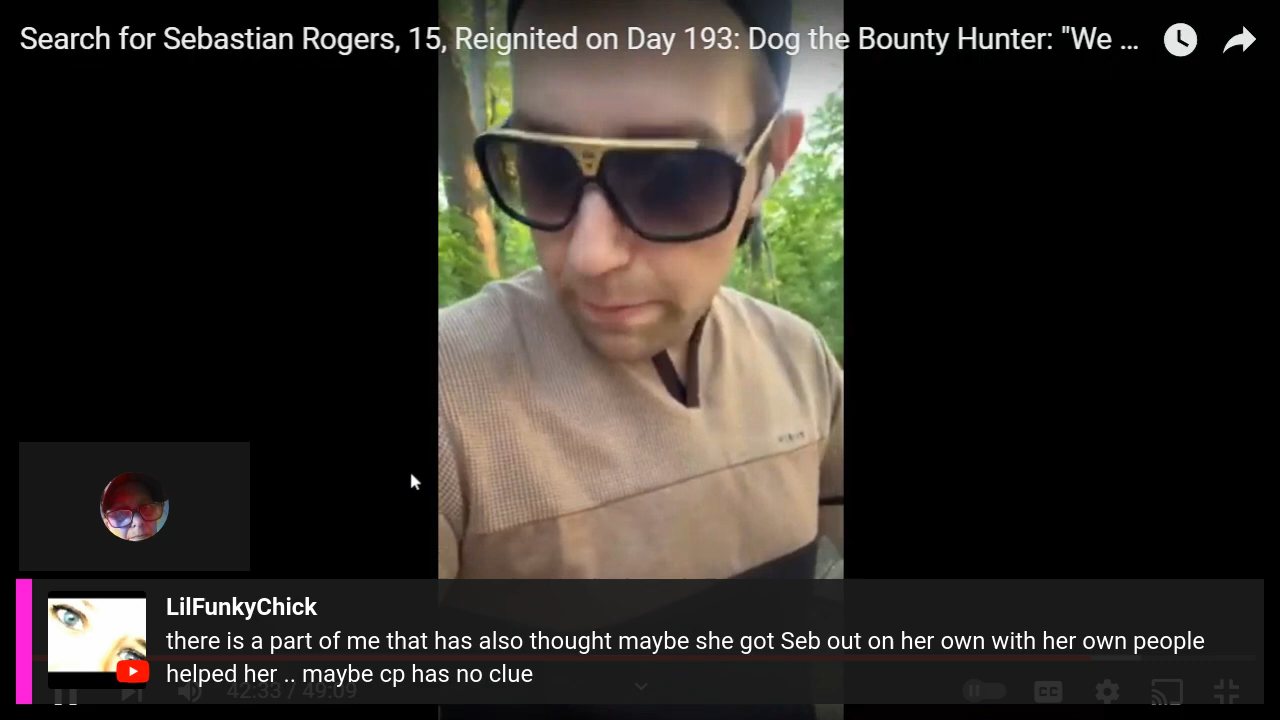 Search for Sebastian Rogers, 15, Reignited on Day 193: Dog the Bounty Hunter: "We ...
LilFunkyChick
there is a part of me that has also thought maybe she got Seb out on her own with her own people
helped her .. maybe cp has no clue
42:33 / 49:09
CC